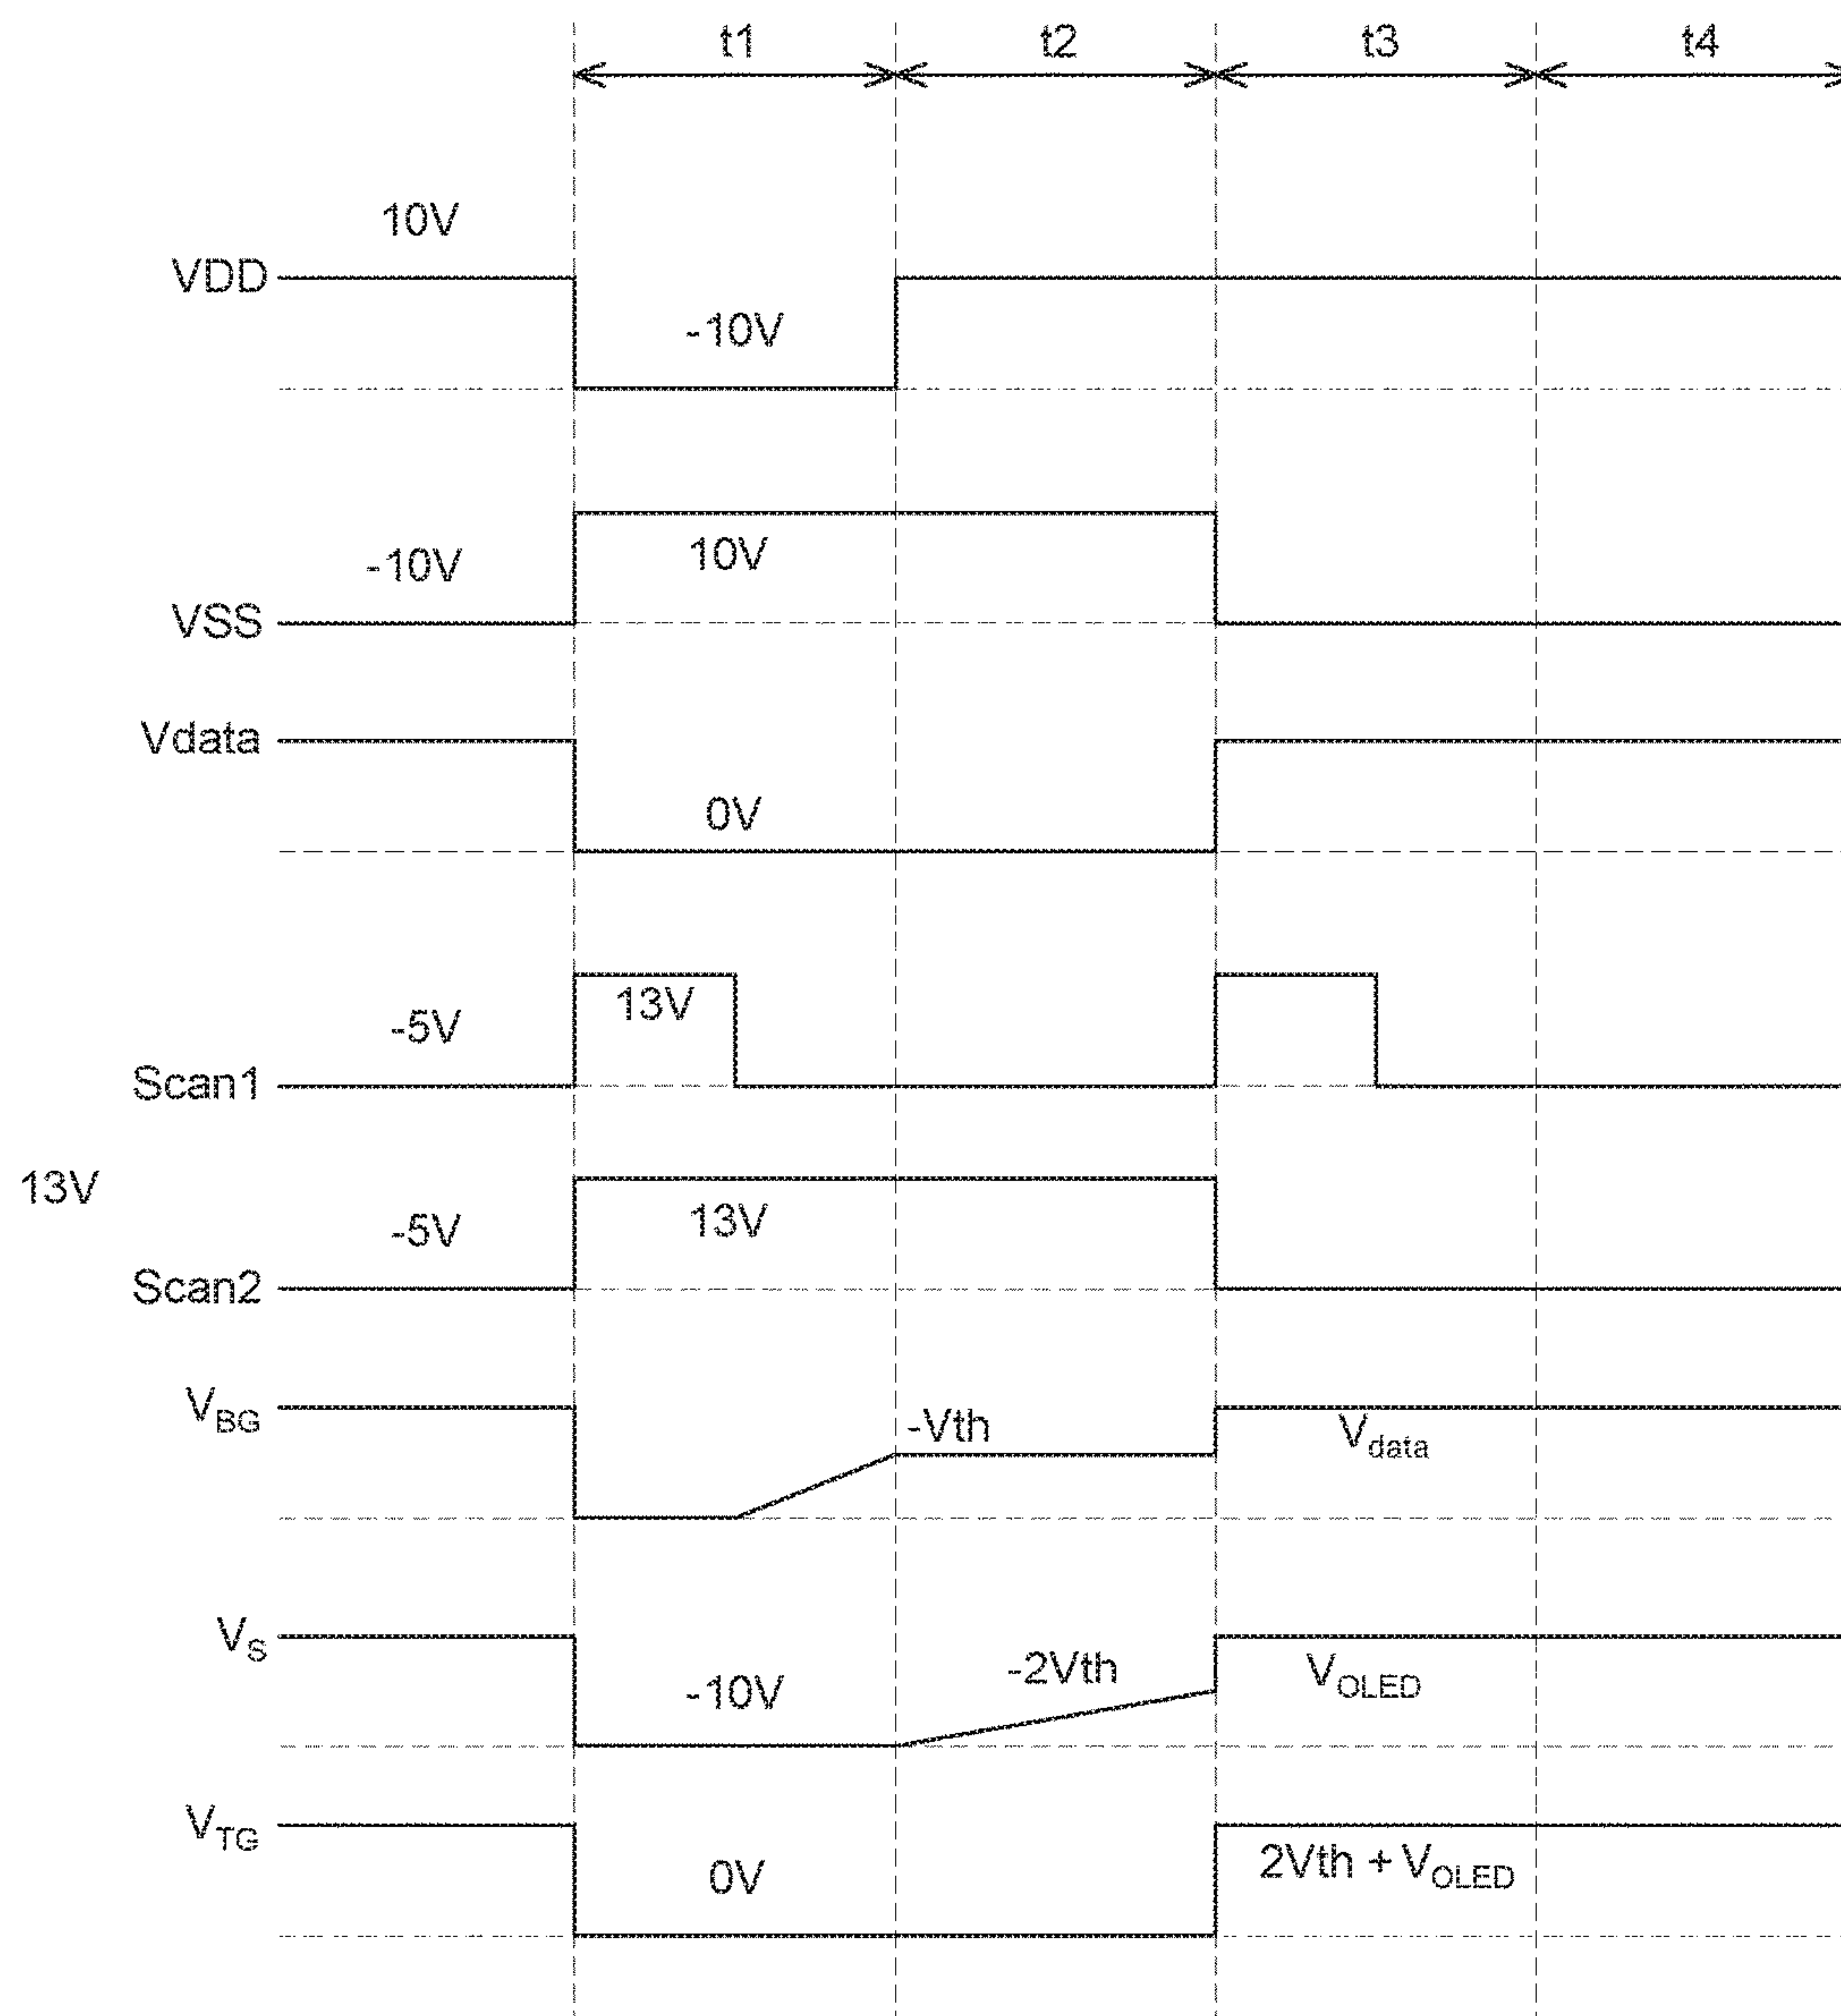 t1 t2 t3 t4
10V
VDD
-10V
-10V
10V
VSS
Vdata
0V
-5V
13V
Scan1
13V
-5V
13V
Scan2
VBG
-Vth
Vdata
VS
-10V
-2Vth
VOLED
VTG
0V
2Vth + VOLED